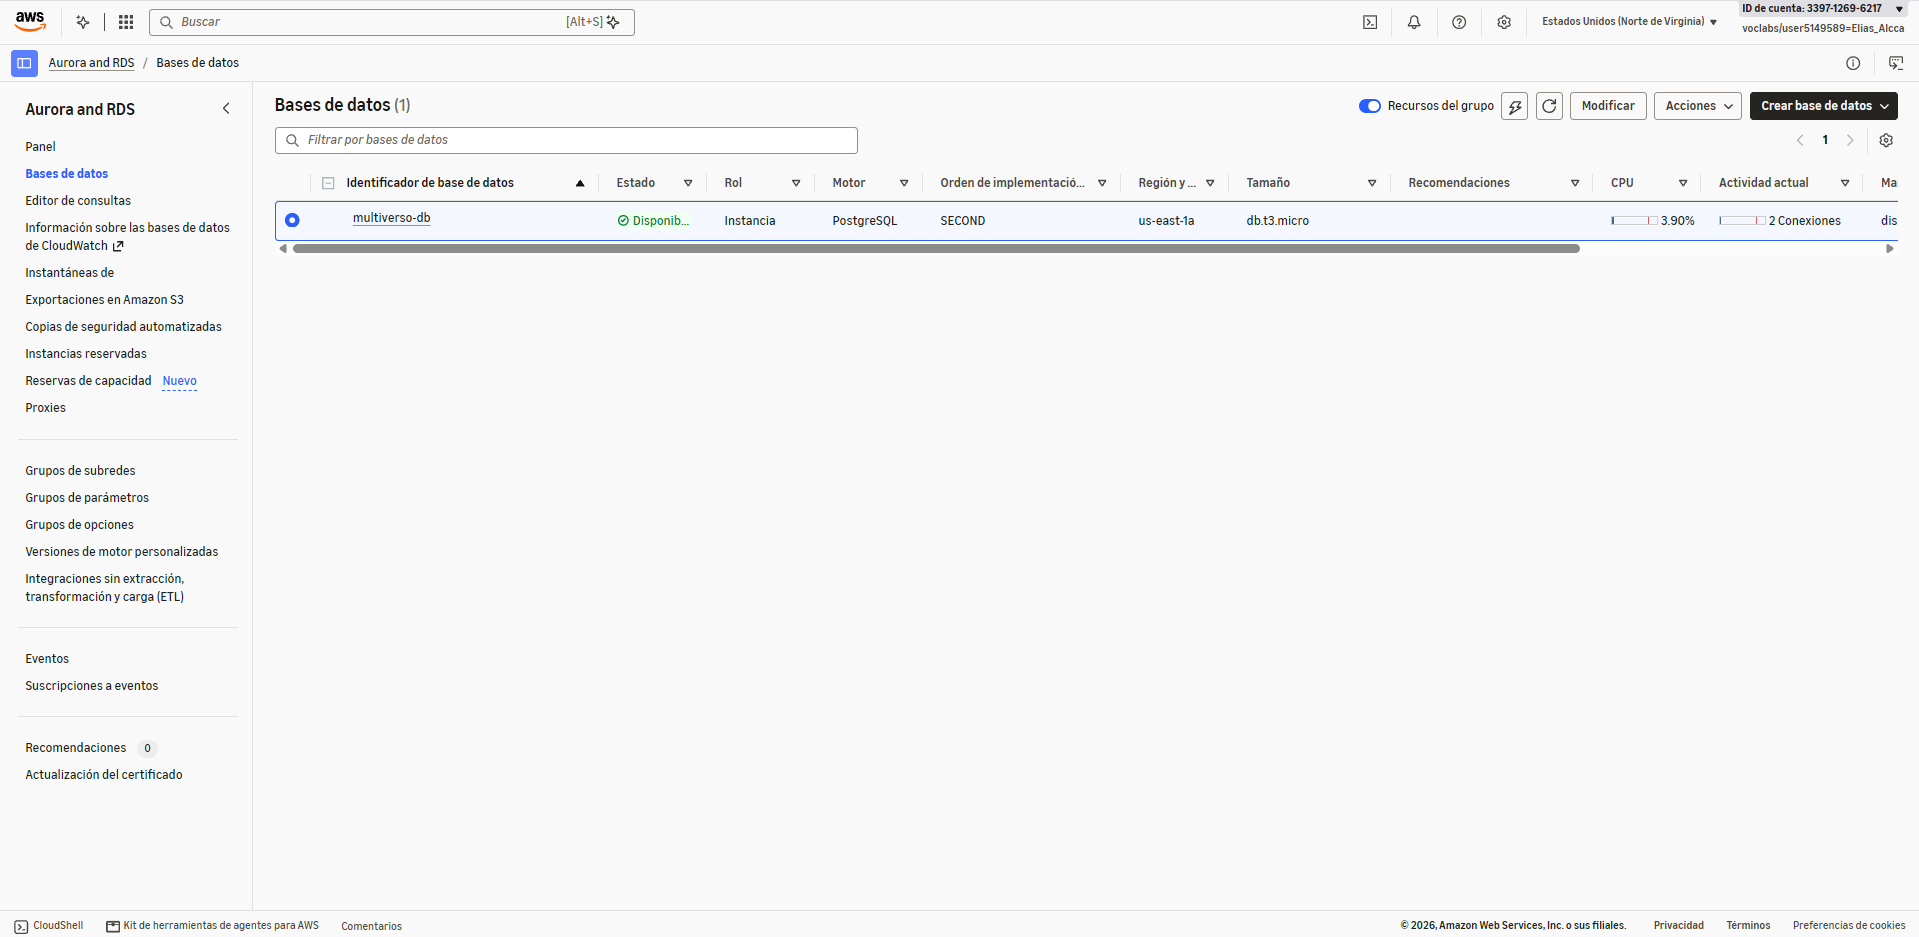 aws
Buscar
[Alt+S]
Estados Unidos (Norte de Virginia)
ID de cuenta: 3397-1269-6217
voclabs/user5149589=Elias_Alcca
Aurora and RDS / Bases de datos
Aurora and RDS
Panel
Bases de datos
Editor de consultas
Información sobre las bases de datos
de CloudWatch
Instantáneas de
Exportaciones en Amazon S3
Copias de seguridad automatizadas
Instancias reservadas
Reservas de capacidad Nuevo
Proxies
Grupos de subredes
Grupos de parámetros
Grupos de opciones
Versiones de motor personalizadas
Integraciones sin extracción,
transformación y carga (ETL)
Eventos
Suscripciones a eventos
Recomendaciones 0
Actualización del certificado
Bases de datos (1)
Recursos del grupo
Modificar
Acciones
Crear base de datos
Filtrar por bases de datos
1
Identificador de base de datos Estado Rol Motor Orden de implementació... Región y ... Tamaño Recomendaciones CPU Actividad actual Ma
multiverso-db Disponib... Instancia PostgreSQL SECOND us-east-1a db.t3.micro 3.90% 2 Conexiones dis
CloudShell Kit de herramientas de agentes para AWS Comentarios © 2026, Amazon Web Services, Inc. o sus filiales. Privacidad Términos Preferencias de cookies